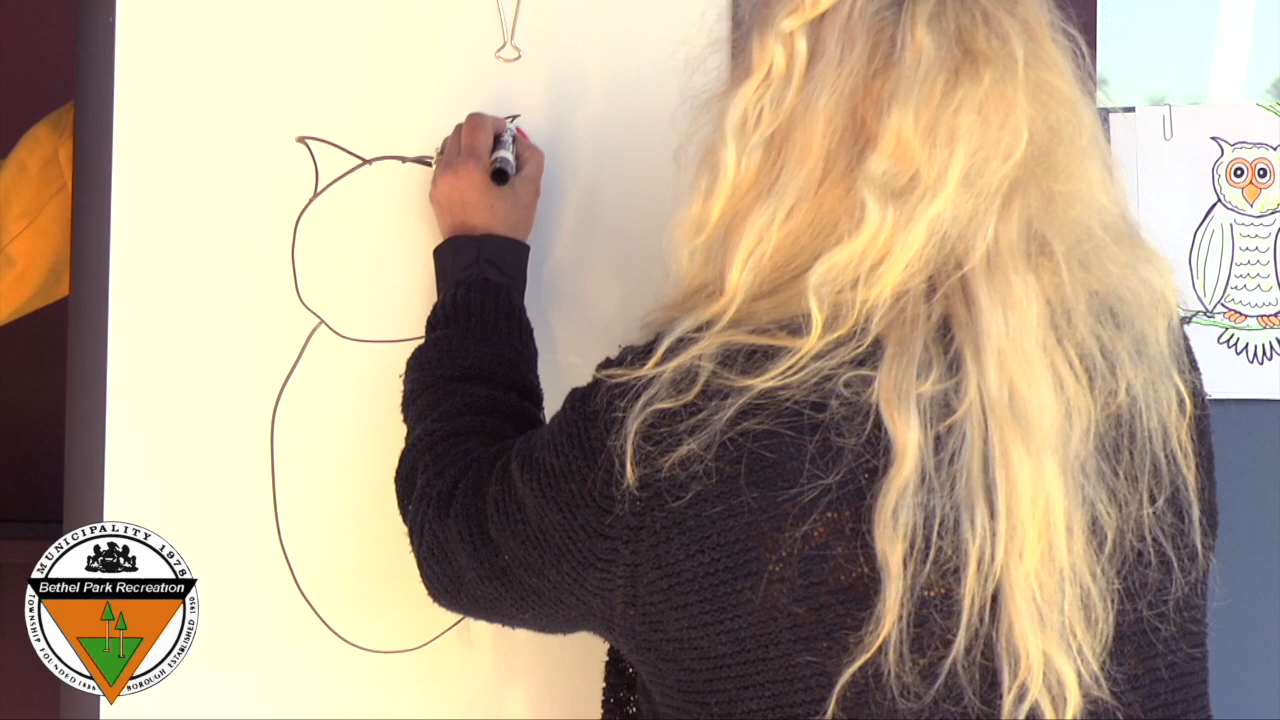 MUNICIPALITY 1978
Bethel Park Recreation
TOWNSHIP FOUNDED 1886
BOROUGH ESTABLISHED 1950